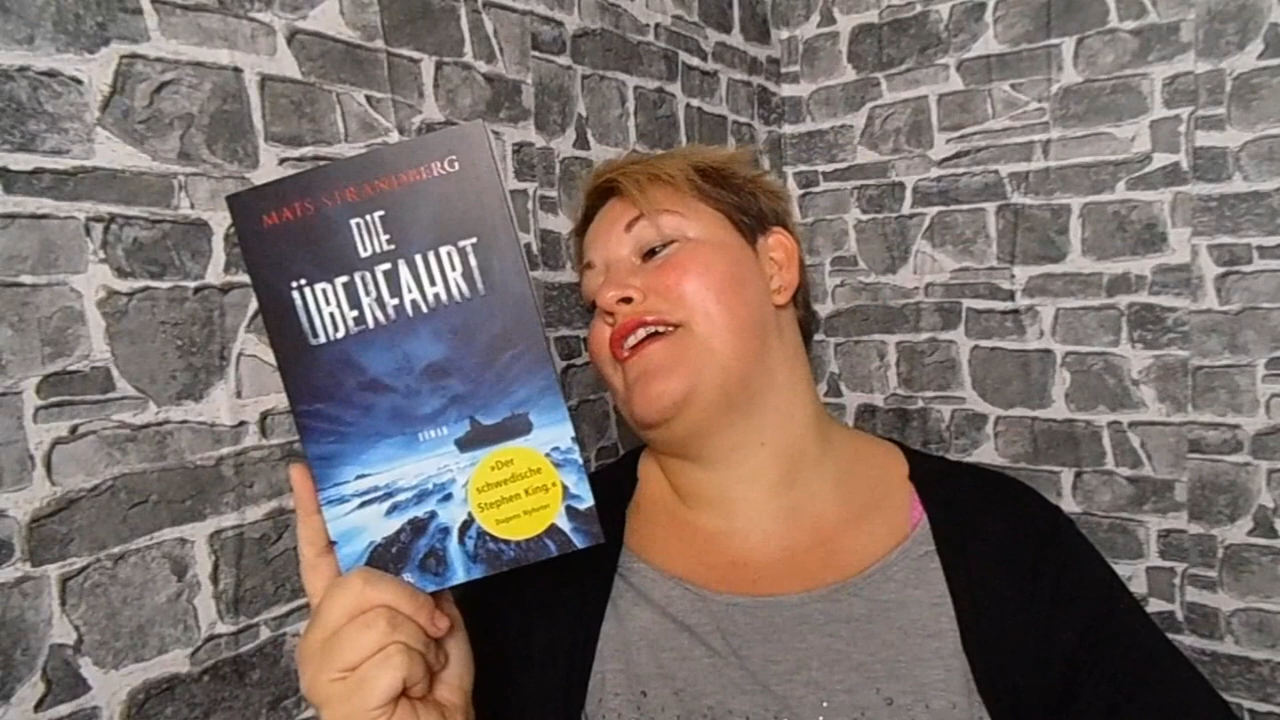 MATS STRANDBERG
DIE
ÜBERFAHRT
ROMAN
»Der
schwedische
Stephen King.«
Dagens Nyheter